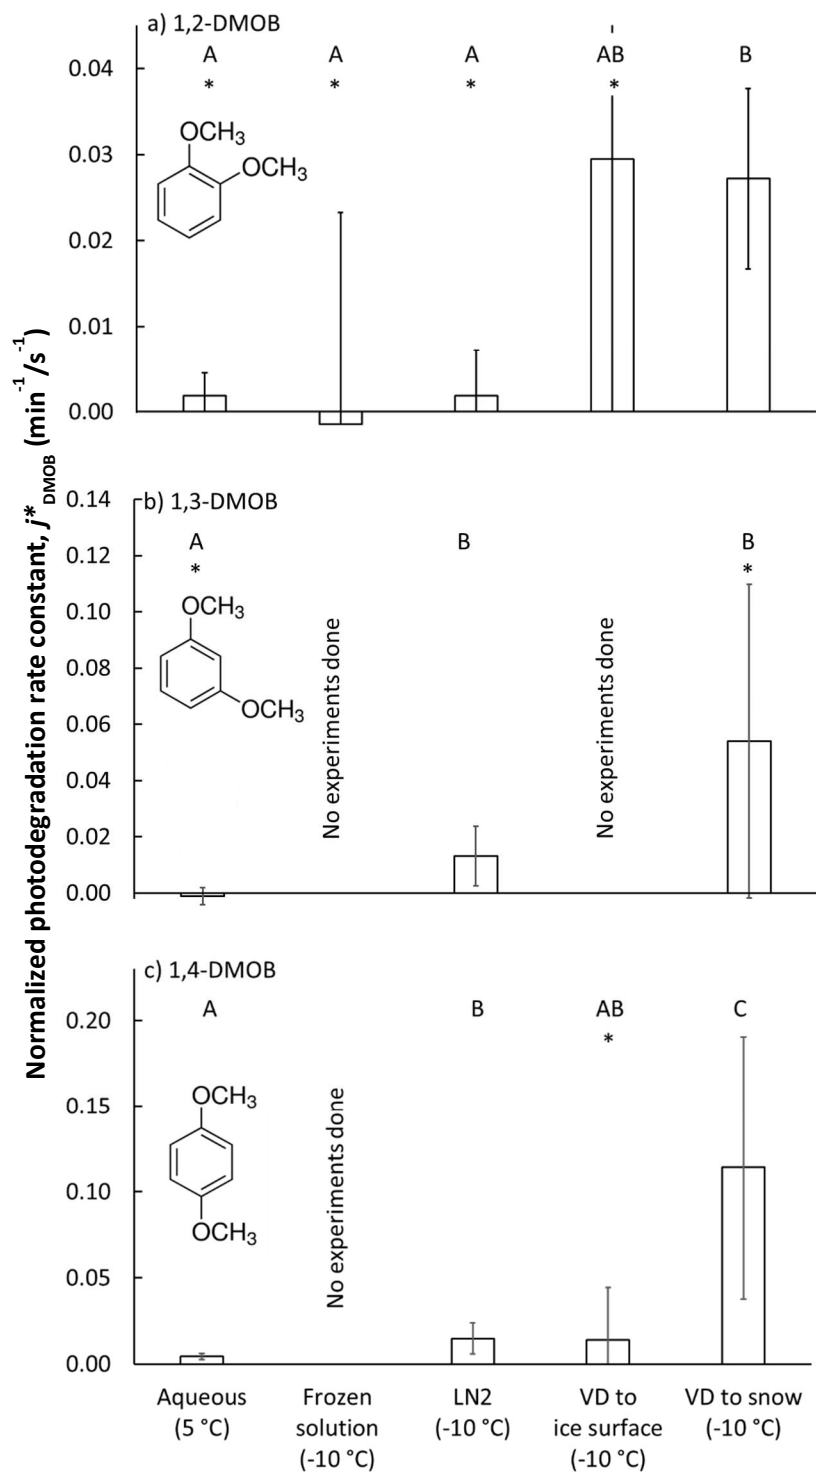 Normalized photodegradation rate constant, j*DMOB (min-1/s-1)
a) 1,2-DMOB
A A A AB B
* * * *
0.04
0.03
0.02
0.01
0.00
OCH3
OCH3
b) 1,3-DMOB
A B B
* *
0.14
0.12
0.10
0.08
0.06
0.04
0.02
0.00
OCH3
OCH3
No experiments done
No experiments done
c) 1,4-DMOB
A B AB C
*
0.20
0.15
0.10
0.05
0.00
OCH3
OCH3
No experiments done
Aqueous
(5 °C)
Frozen
solution
(-10 °C)
LN2
(-10 °C)
VD to
ice surface
(-10 °C)
VD to snow
(-10 °C)